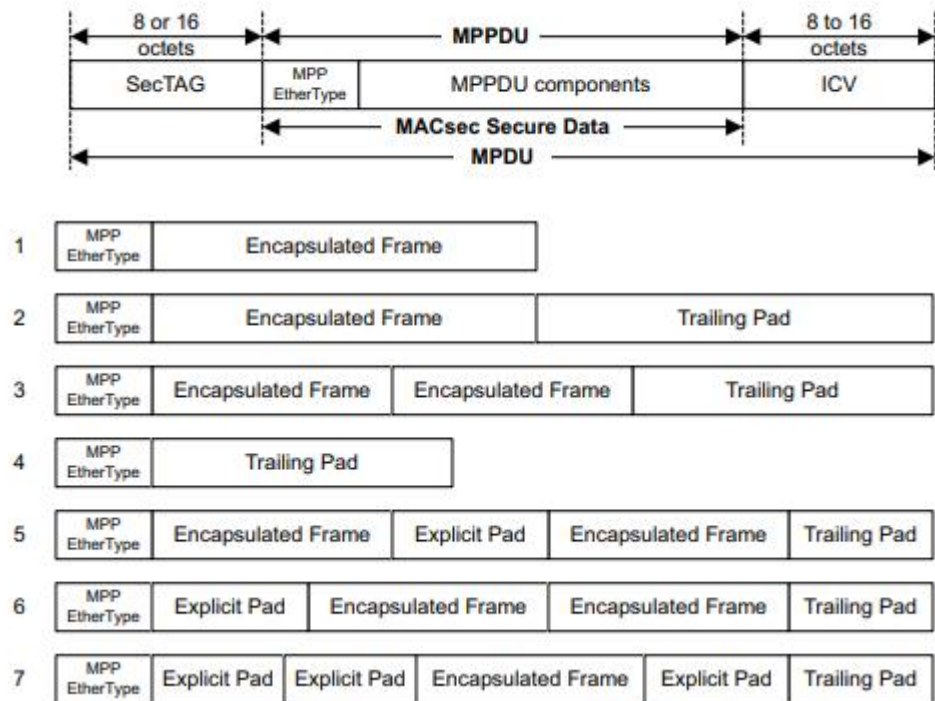 8 or 16 octets
MPPDU
8 to 16 octets
SecTAG
MPP EtherType
MPPDU components
ICV
MACsec Secure Data
MPDU
1 MPP EtherType Encapsulated Frame
2 MPP EtherType Encapsulated Frame Trailing Pad
3 MPP EtherType Encapsulated Frame Encapsulated Frame Trailing Pad
4 MPP EtherType Trailing Pad
5 MPP EtherType Encapsulated Frame Explicit Pad Encapsulated Frame Trailing Pad
6 MPP EtherType Explicit Pad Encapsulated Frame Encapsulated Frame Trailing Pad
7 MPP EtherType Explicit Pad Explicit Pad Encapsulated Frame Explicit Pad Trailing Pad